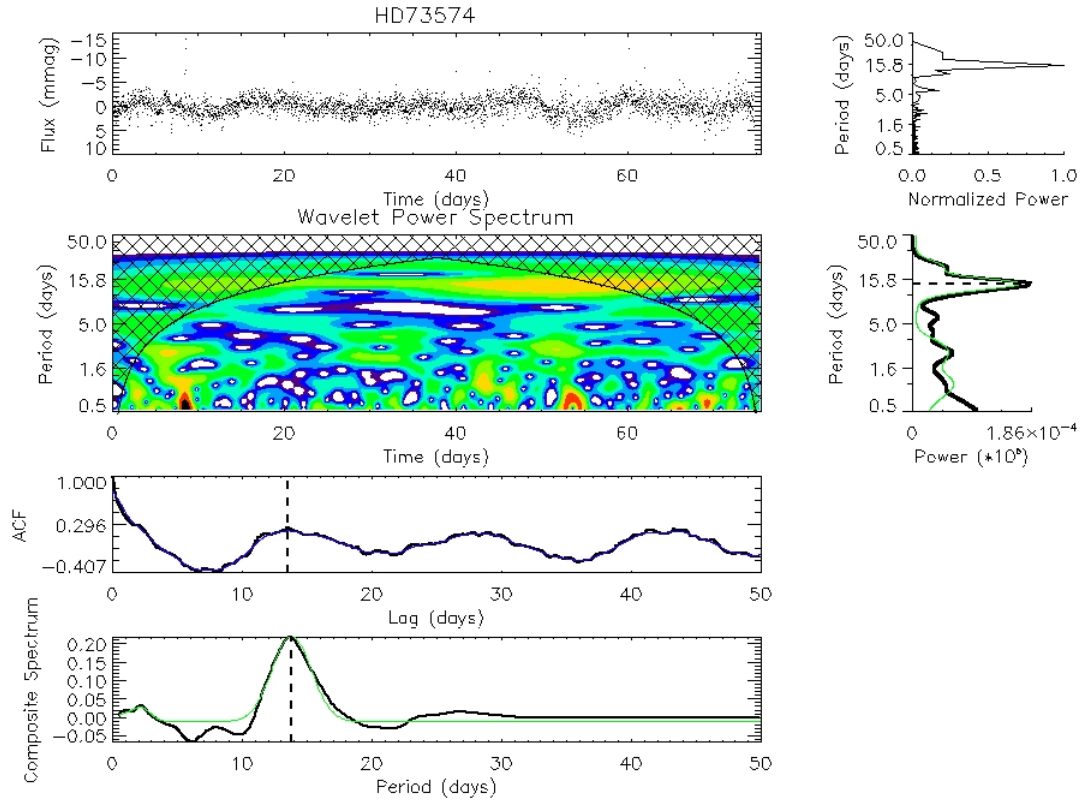 HD73574
−15
−10
−5
0
5
10
Flux (mmag)
0 20 40 60
Time (days)
50.0
15.8
5.0
1.6
0.5
Period (days)
0.0 0.5 1.0
Normalized Power
Wavelet Power Spectrum
50.0
15.8
5.0
1.6
0.5
Period (days)
0 20 40 60
Time (days)
50.0
15.8
5.0
1.6
0.5
Period (days)
0 1.86×10⁻⁴
Power (*10⁶)
1.000
0.296
−0.407
ACF
0 10 20 30 40 50
Lag (days)
0.20
0.15
0.10
0.05
0.00
−0.05
Composite Spectrum
0 10 20 30 40 50
Period (days)